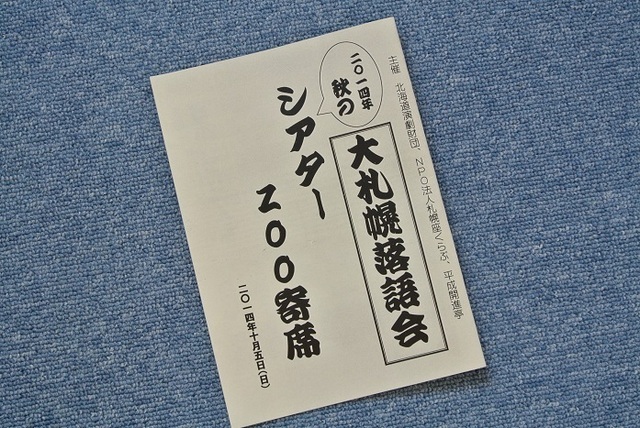 主催 北海道演劇財団、NPO法人札幌座くらぶ、平成開進亭
二〇一四年
秋の
大札幌落語会
シアター
ZOO寄席
二〇一四年十月五日(日)